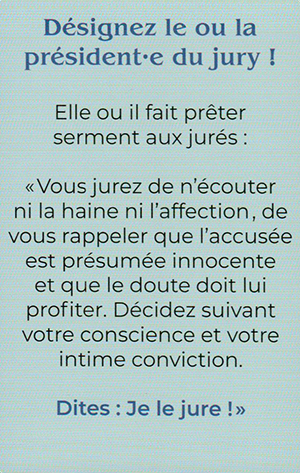 Désignez le ou la
président·e du jury !
Elle ou il fait prêter
serment aux jurés :
« Vous jurez de n’écouter
ni la haine ni l’affection, de
vous rappeler que l’accusée
est présumée innocente
et que le doute doit lui
profiter. Décidez suivant
votre conscience et votre
intime conviction.
Dites : Je le jure ! »